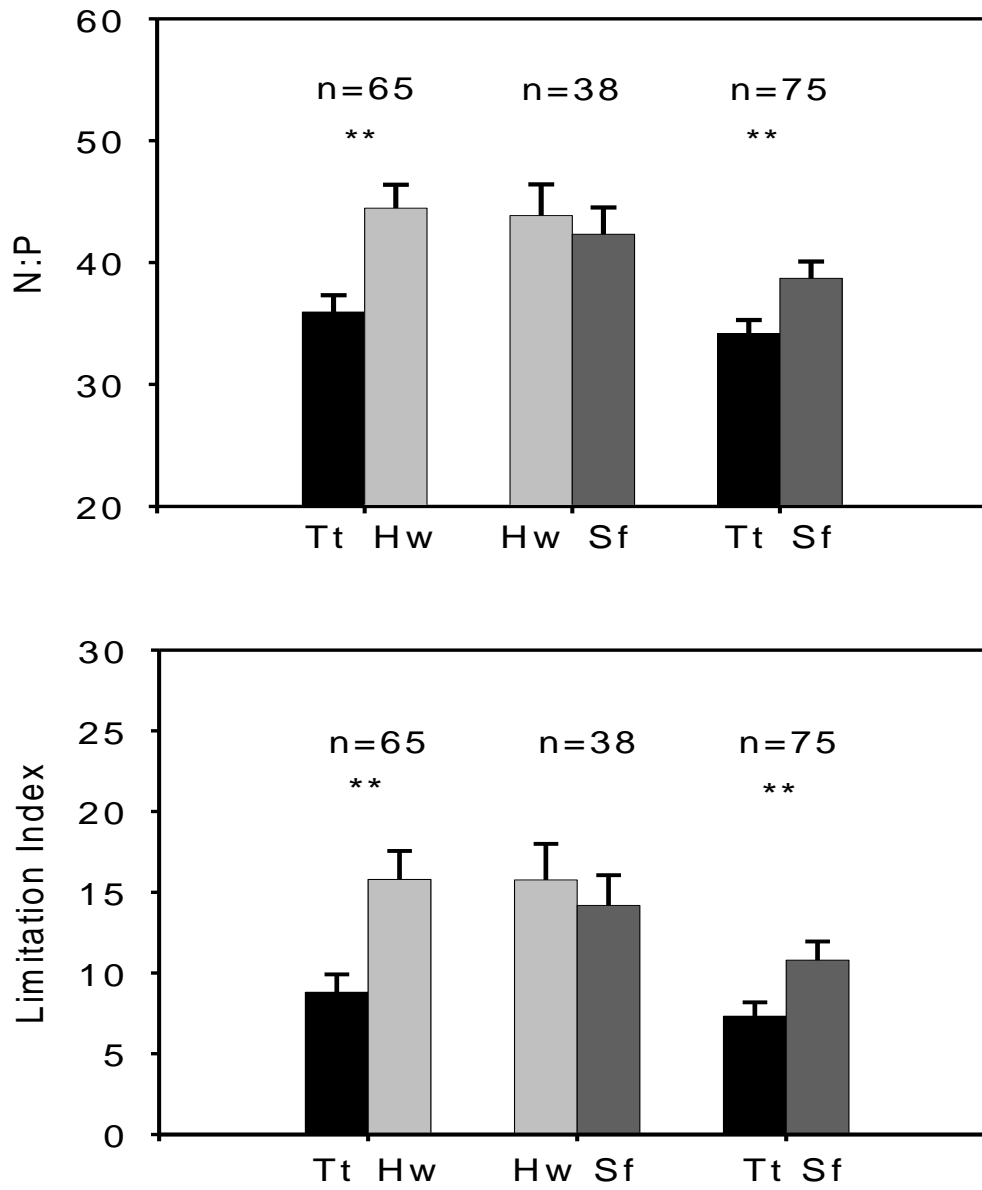 60
n=65 n=38 n=75
** **
50
40
30
20
N:P
Tt Hw Hw Sf Tt Sf
30
25
n=65 n=38 n=75
** **
20
15
10
5
0
Limitation Index
Tt Hw Hw Sf Tt Sf